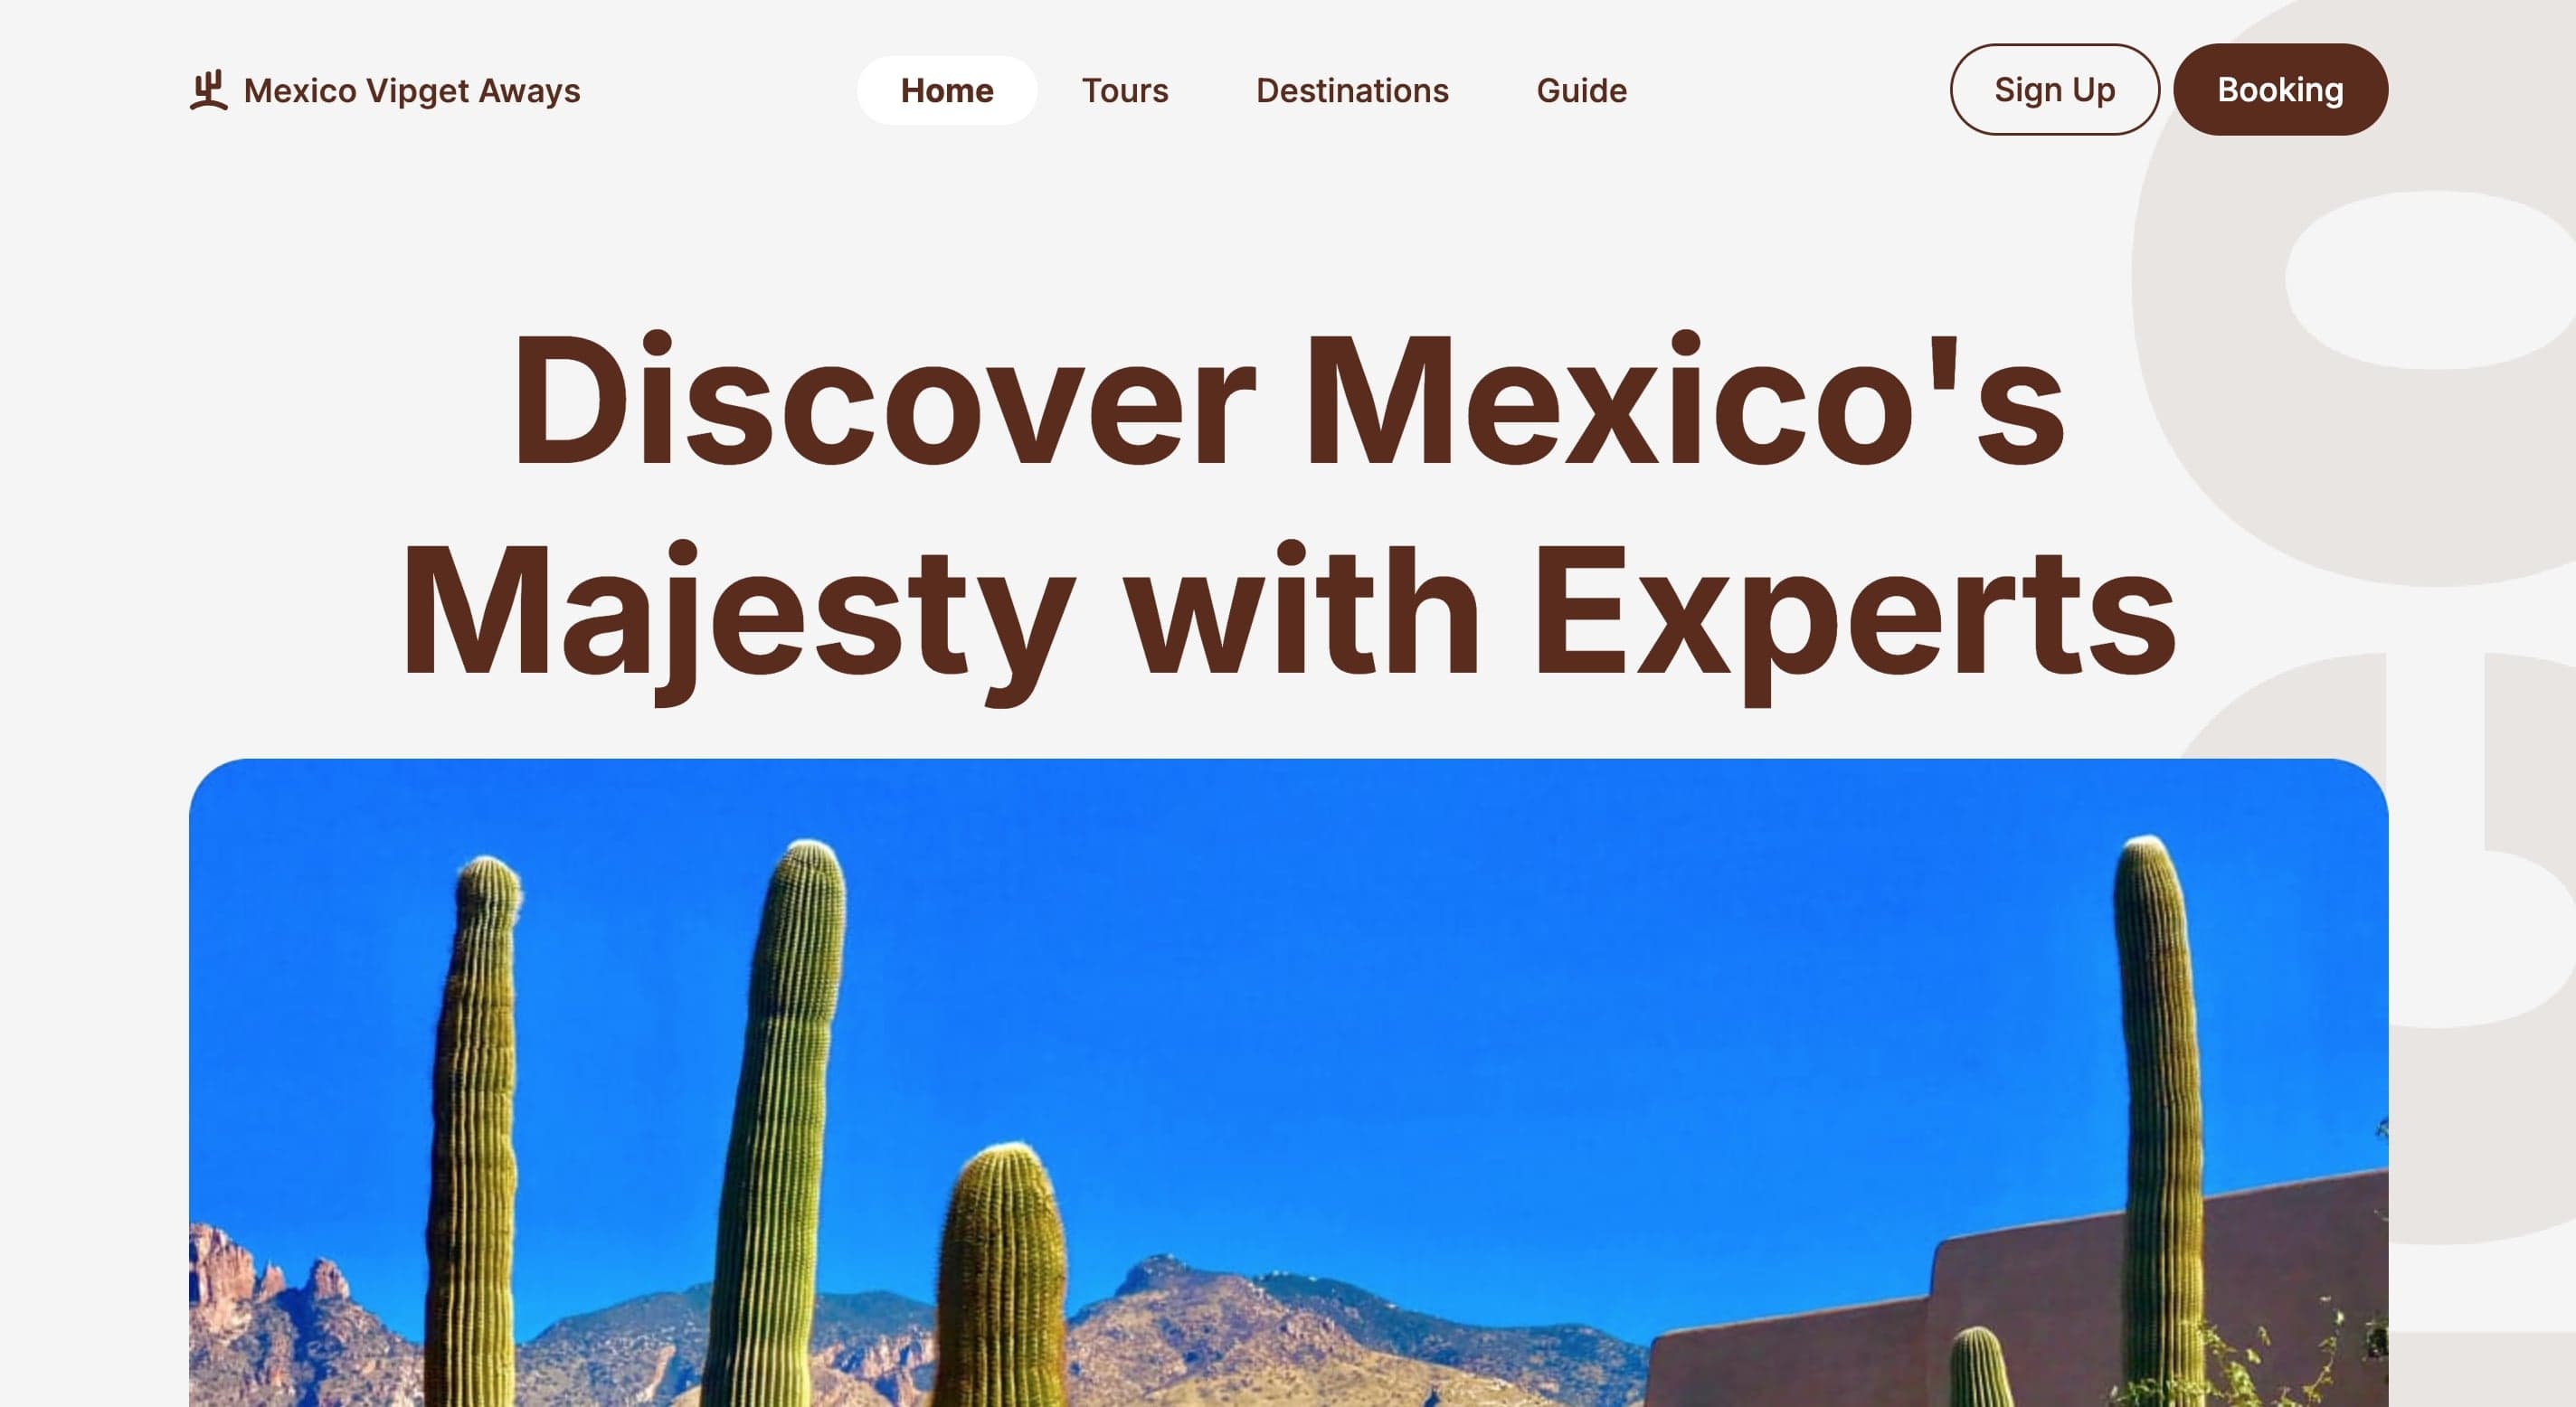 Mexico Vipget Aways
Home
Tours
Destinations
Guide
Sign Up
Booking
Discover Mexico's
Majesty with Experts